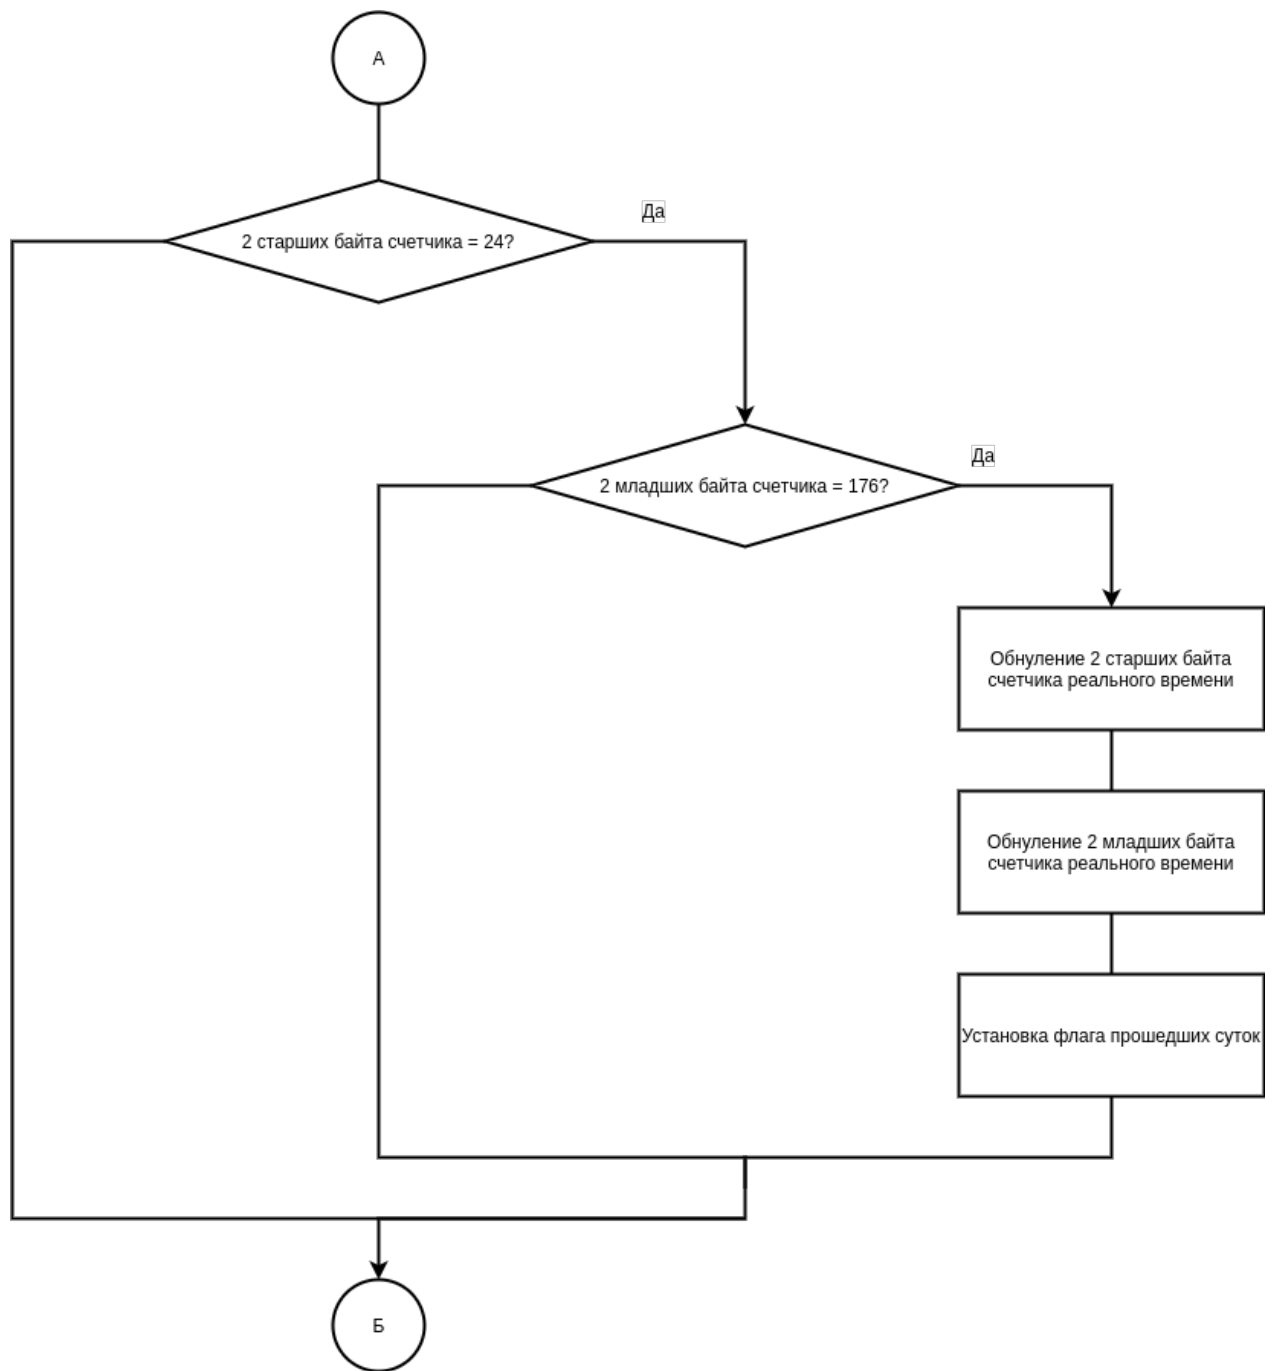 А
2 старших байта счетчика = 24?
Да
2 младших байта счетчика = 176?
Да
Обнуление 2 старших байта
счетчика реального времени
Обнуление 2 младших байта
счетчика реального времени
Установка флага прошедших суток
Б